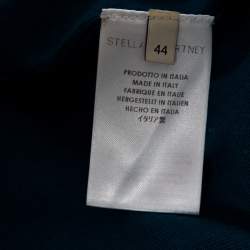 44
STELLA McCARTNEY
PRODOTTO IN ITALIA
MADE IN ITALY
FABRIQUÉ EN ITALIE
HERGESTELLT IN ITALIEN
HECHO EN ITALIA
イタリア製